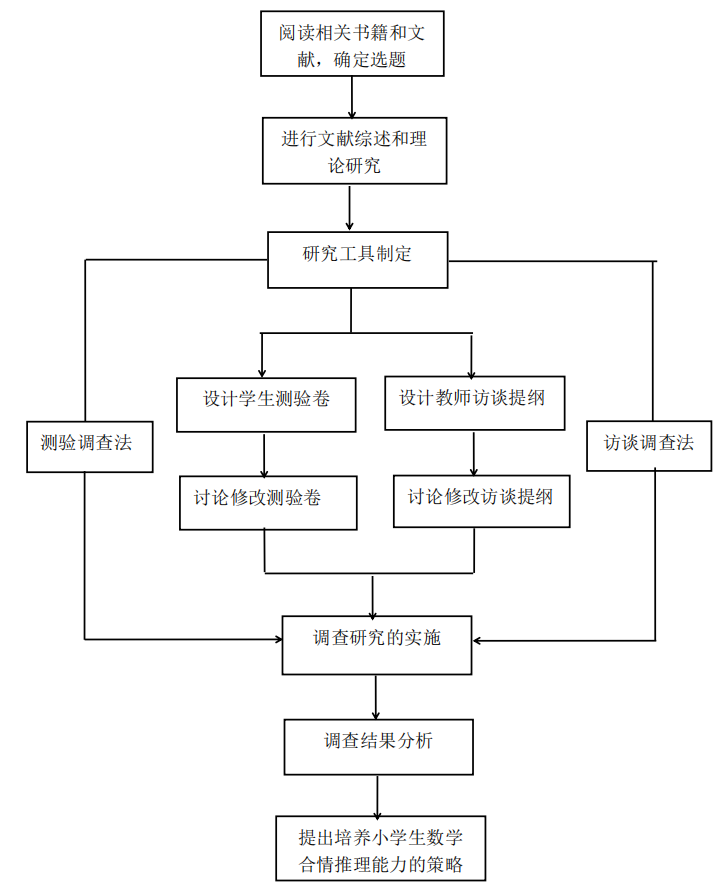 阅读相关书籍和文
献，确定选题
进行文献综述和理
论研究
研究工具制定
设计学生测验卷
设计教师访谈提纲
测验调查法
访谈调查法
讨论修改测验卷
讨论修改访谈提纲
调查研究的实施
调查结果分析
提出培养小学生数学
合情推理能力的策略